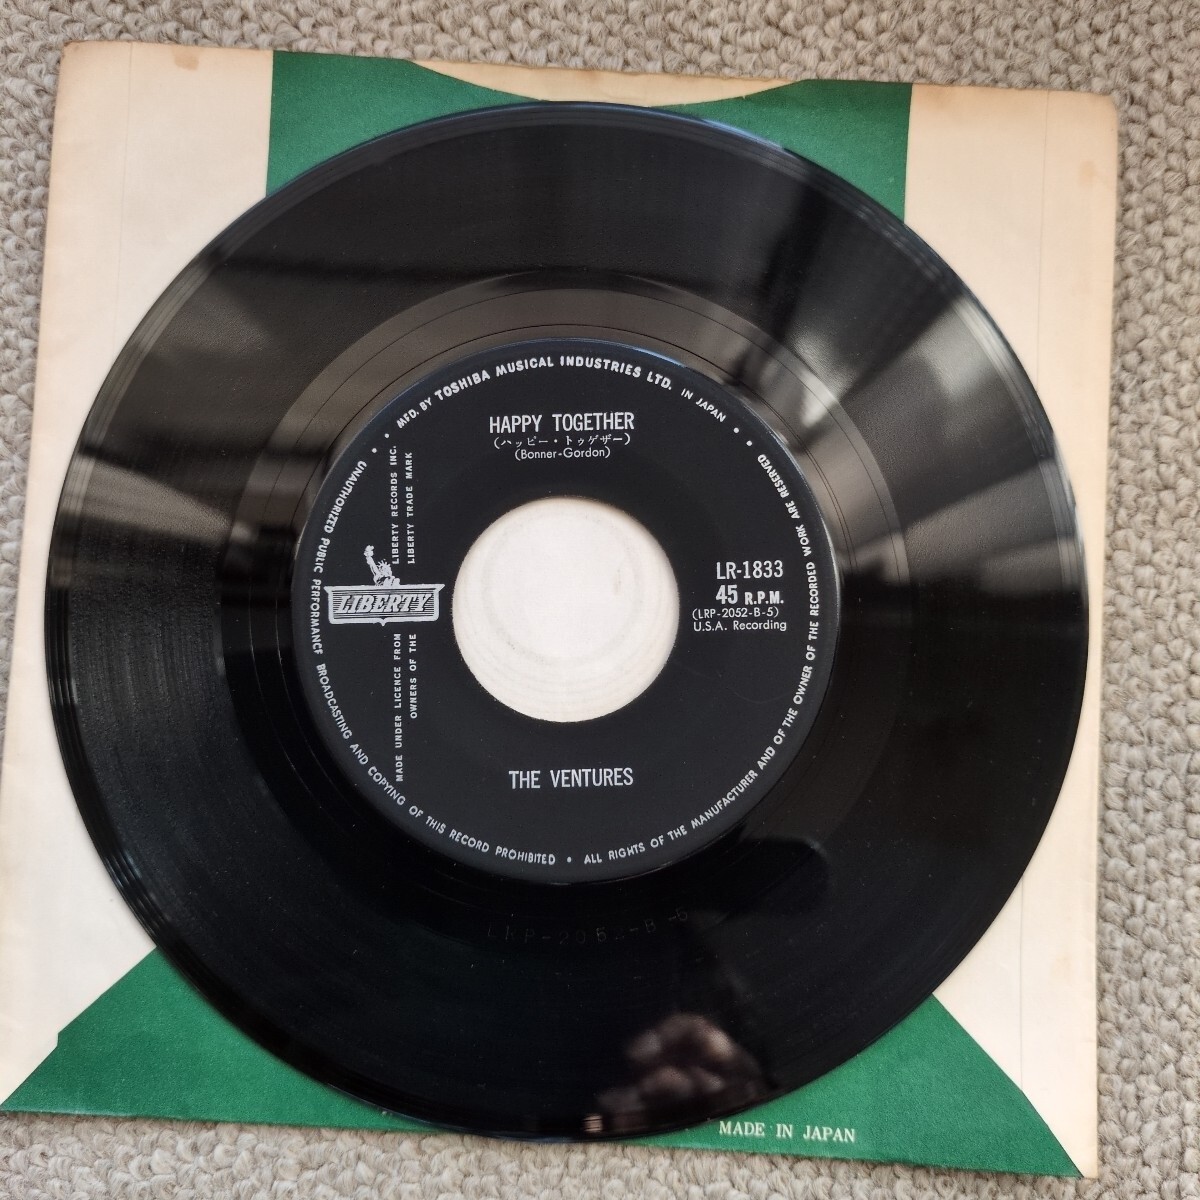 MFD. BY TOSHIBA MUSICAL INDUSTRIES LTD. IN JAPAN
HAPPY TOGETHER
(ハッピー・トゥゲザー)
(Bonner-Gordon)
LIBERTY RECORDS INC.
LIBERTY TRADE MARK
LIBERTY
MADE UNDER LICENCE FROM
OWNERS OF THE
LR-1833
45 R.P.M.
(LRP-2052-B-5)
U.S.A. Recording
THE VENTURES
UNAUTHORIZED PUBLIC PERFORMANCE BROADCASTING AND COPYING OF THIS RECORD PROHIBITED • ALL RIGHTS OF THE MANUFACTURER AND OF THE OWNER OF THE RECORDED WORK ARE RESERVED
LRP-2052-B-5
MADE IN JAPAN